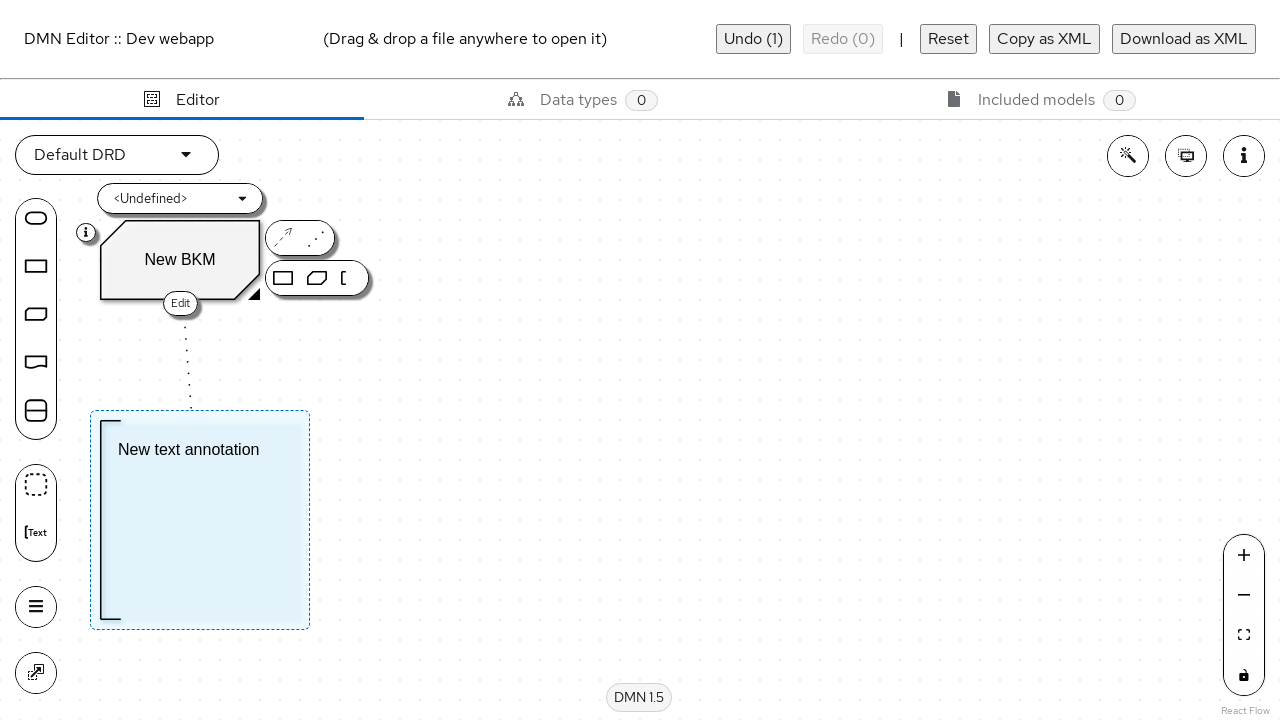 DMN Editor :: Dev webapp
(Drag & drop a file anywhere to open it)
Undo (1)
Redo (0)
|
Reset
Copy as XML
Download as XML
Editor
Data types 0
Included models 0
Default DRD
<Undefined>
New BKM
Edit
New text annotation
Text
DMN 1.5
React Flow